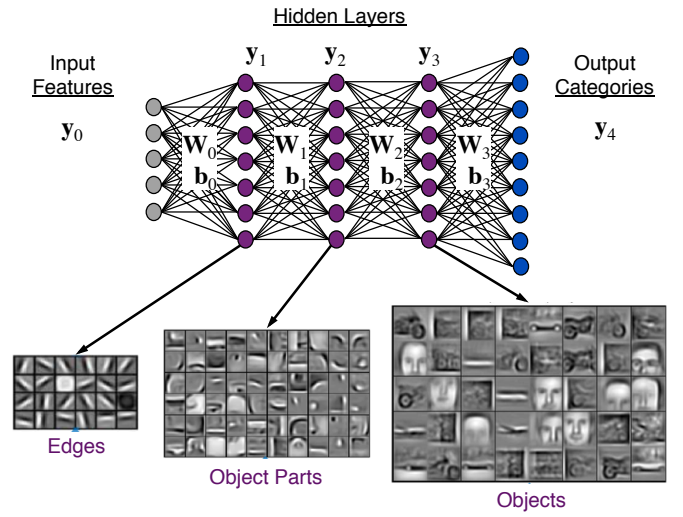 Hidden Layers
y₁ y₂ y₃
Input
Features
Output
Categories
y₀
y₄
W₀ W₁ W₂ W₃
b₀ b₁ b₂ b₃
Edges
Object Parts
Objects